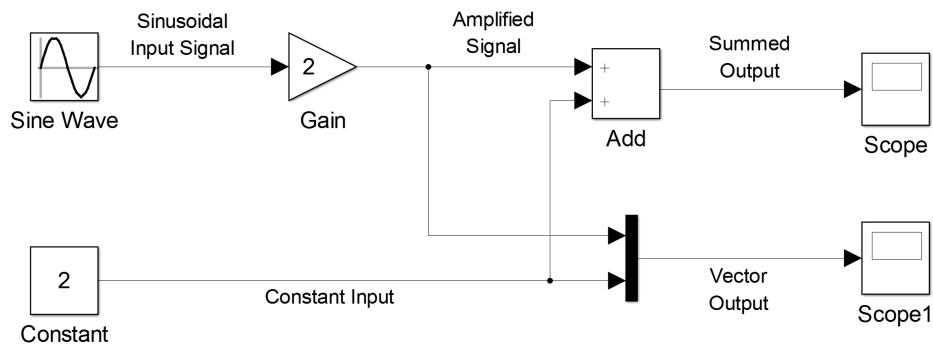 Sinusoidal
Input Signal
Amplified
Signal
Summed
Output
2
+
+
Sine Wave
Gain
Add
Scope
2
Constant Input
Vector
Output
Constant
Scope1